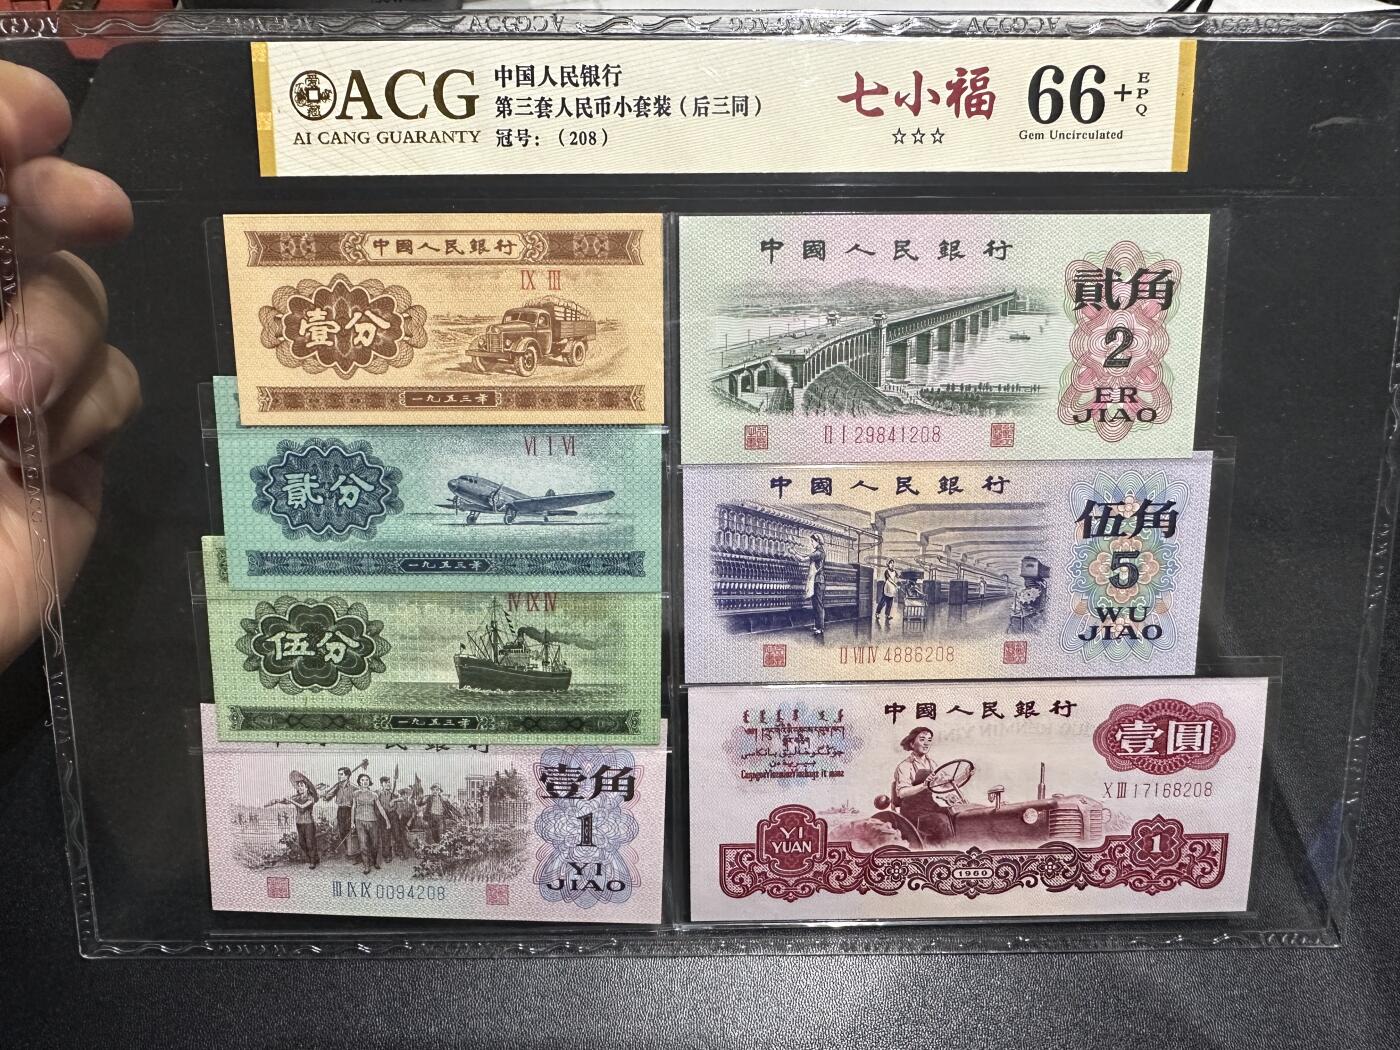 ACG
AI CANG GUARANTY
中国人民银行
第三套人民币小套装（后三同）
冠号：（208）
七小福
☆☆☆
66+
EPQ
Gem Uncirculated
中國人民銀行
IX III
壹分
一九五三年
VI I VI
貳分
一九五三年
IV IX IV
伍分
一九五三年
壹角
1
YI
JIAO
III IX IX 0094208
中國人民銀行
貳角
2
ER
JIAO
II I 29841208
中國人民銀行
伍角
5
WU
JIAO
II VII IV 4886208
中國人民銀行
壹圓
XIII 17168208
YI
YUAN
1960
1